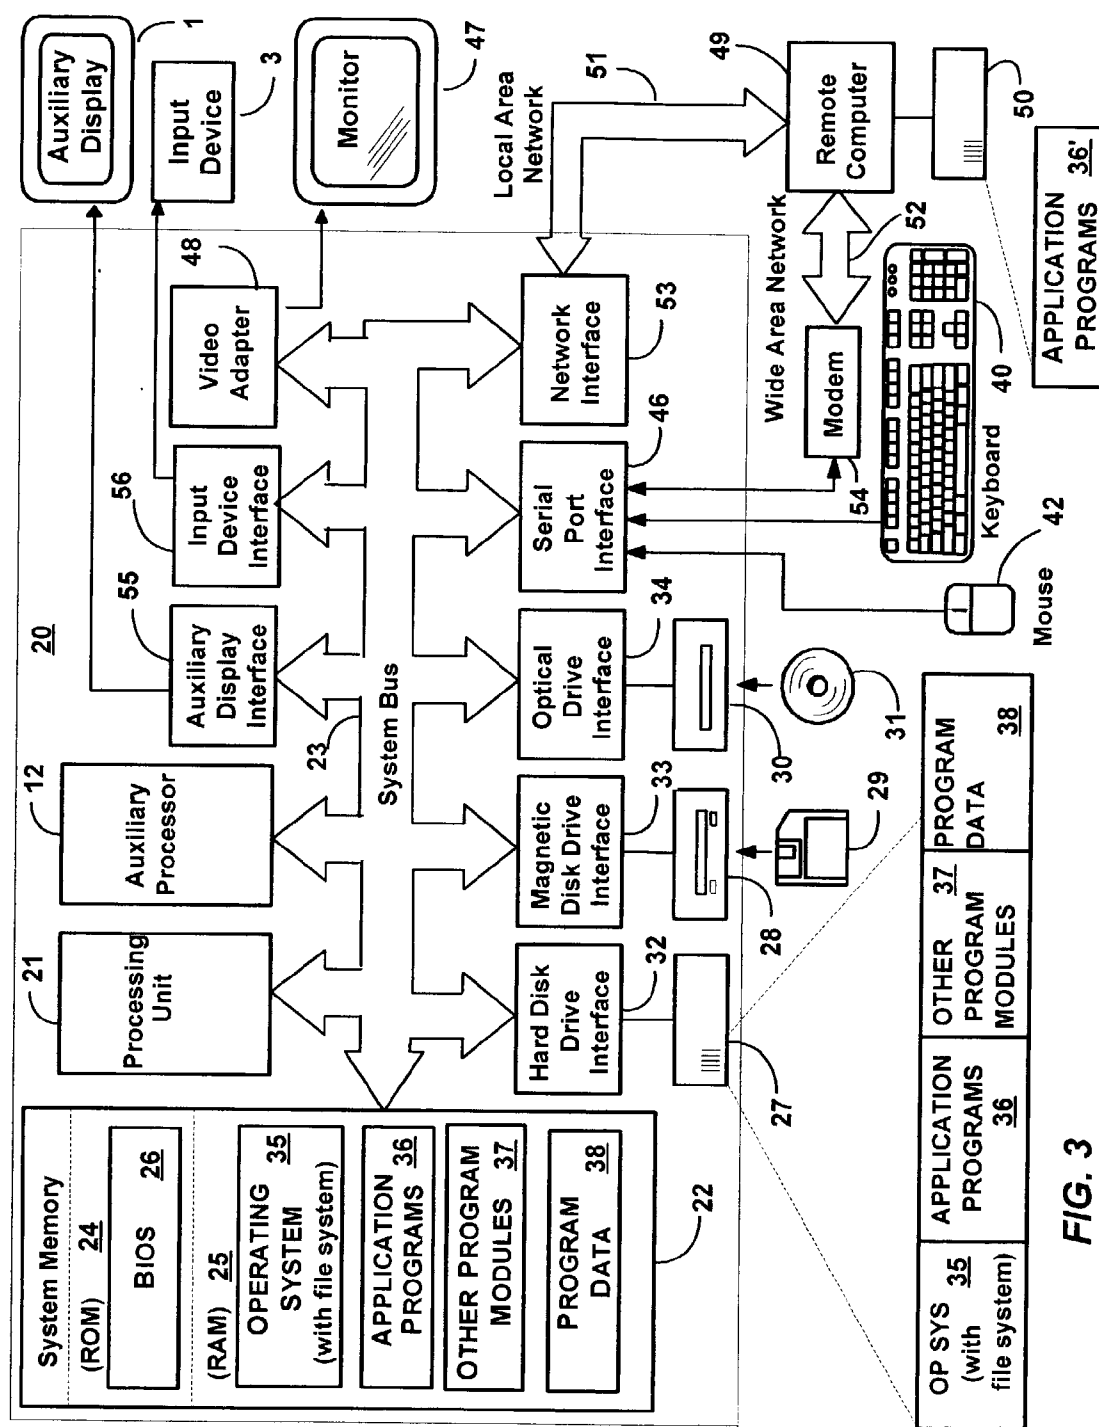 20
System Memory
(ROM) 24
BIOS 26
(RAM) 25
OPERATING
SYSTEM 35
(with file system)
APPLICATION
PROGRAMS 36
OTHER PROGRAM
MODULES 37
PROGRAM
DATA 38
22
21
Processing
Unit
12
Auxiliary
Processor
55
Auxiliary
Display
Interface
56
Input
Device
Interface
48
Video
Adapter
Auxiliary
Display
1
Input
Device
3
Monitor
47
23
System Bus
Hard Disk
Drive
Interface
32
Magnetic
Disk Drive
Interface
33
Optical
Drive
Interface
34
Serial
Port
Interface
46
Network
Interface
53
Local Area
Network
51
49
Remote
Computer
50
Wide Area Network
52
Modem
54
27
28
29
30
31
Mouse
42
Keyboard
40
APPLICATION
PROGRAMS 36'
OP SYS
(with 35
file system)
APPLICATION
PROGRAMS
36
OTHER 37
PROGRAM
MODULES
PROGRAM
DATA
38
FIG. 3